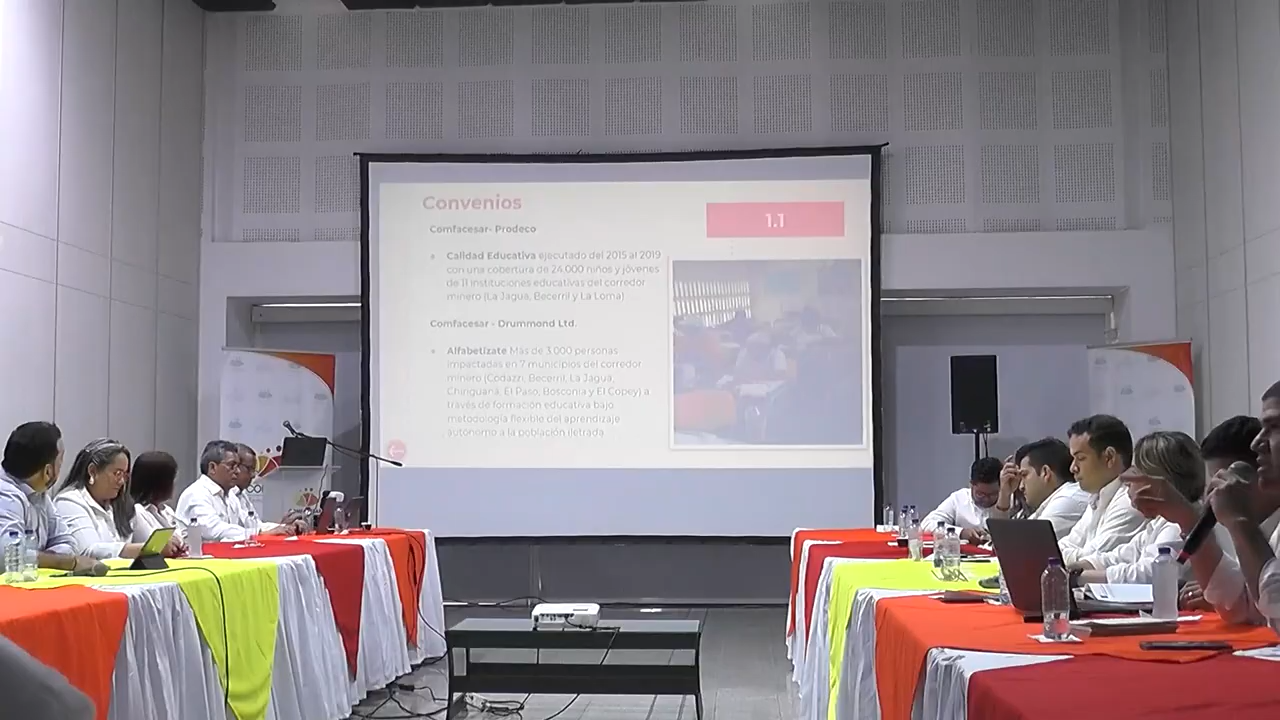 Convenios
1.1
Comfacesar- Prodeco
Calidad Educativa ejecutado del 2015 al 2019
con una cobertura de 24.000 niños y jóvenes
de 11 instituciones educativas del corredor
minero (La Jagua, Becerril y La Loma)
Comfacesar - Drummond Ltd.
Alfabetízate Más de 3.000 personas
impactadas en 7 municipios del corredor
minero (Codazzi, Becerril, La Jagua,
Chiriguaná, El Paso, Bosconia y El Copey) a
través de formación educativa bajo
metodología flexible del aprendizaje
autónomo a la población iletrada